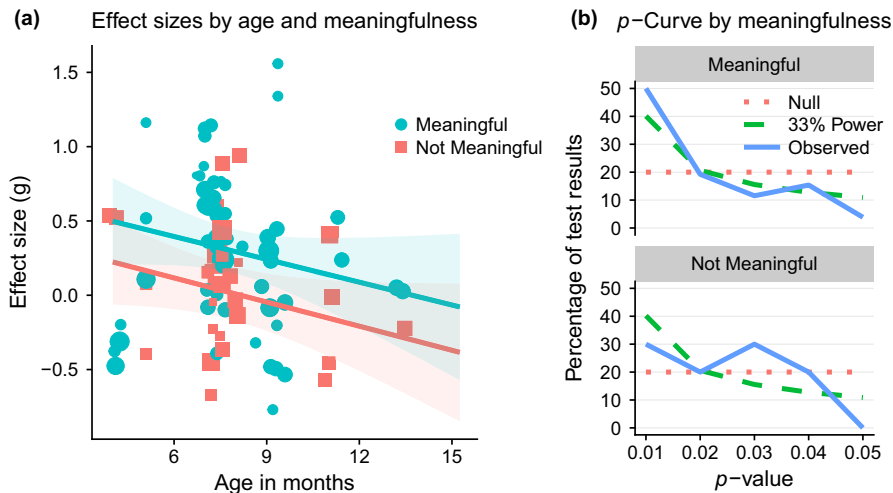 (a) Effect sizes by age and meaningfulness
Effect size (g)
1.5
1.0
0.5
0.0
−0.5
Meaningful
Not Meaningful
6 9 12 15
Age in months
(b) p−Curve by meaningfulness
Percentage of test results
Meaningful
50
40
30
20
10
0
Null
33% Power
Observed
Not Meaningful
50
40
30
20
10
0
0.01 0.02 0.03 0.04 0.05
p−value